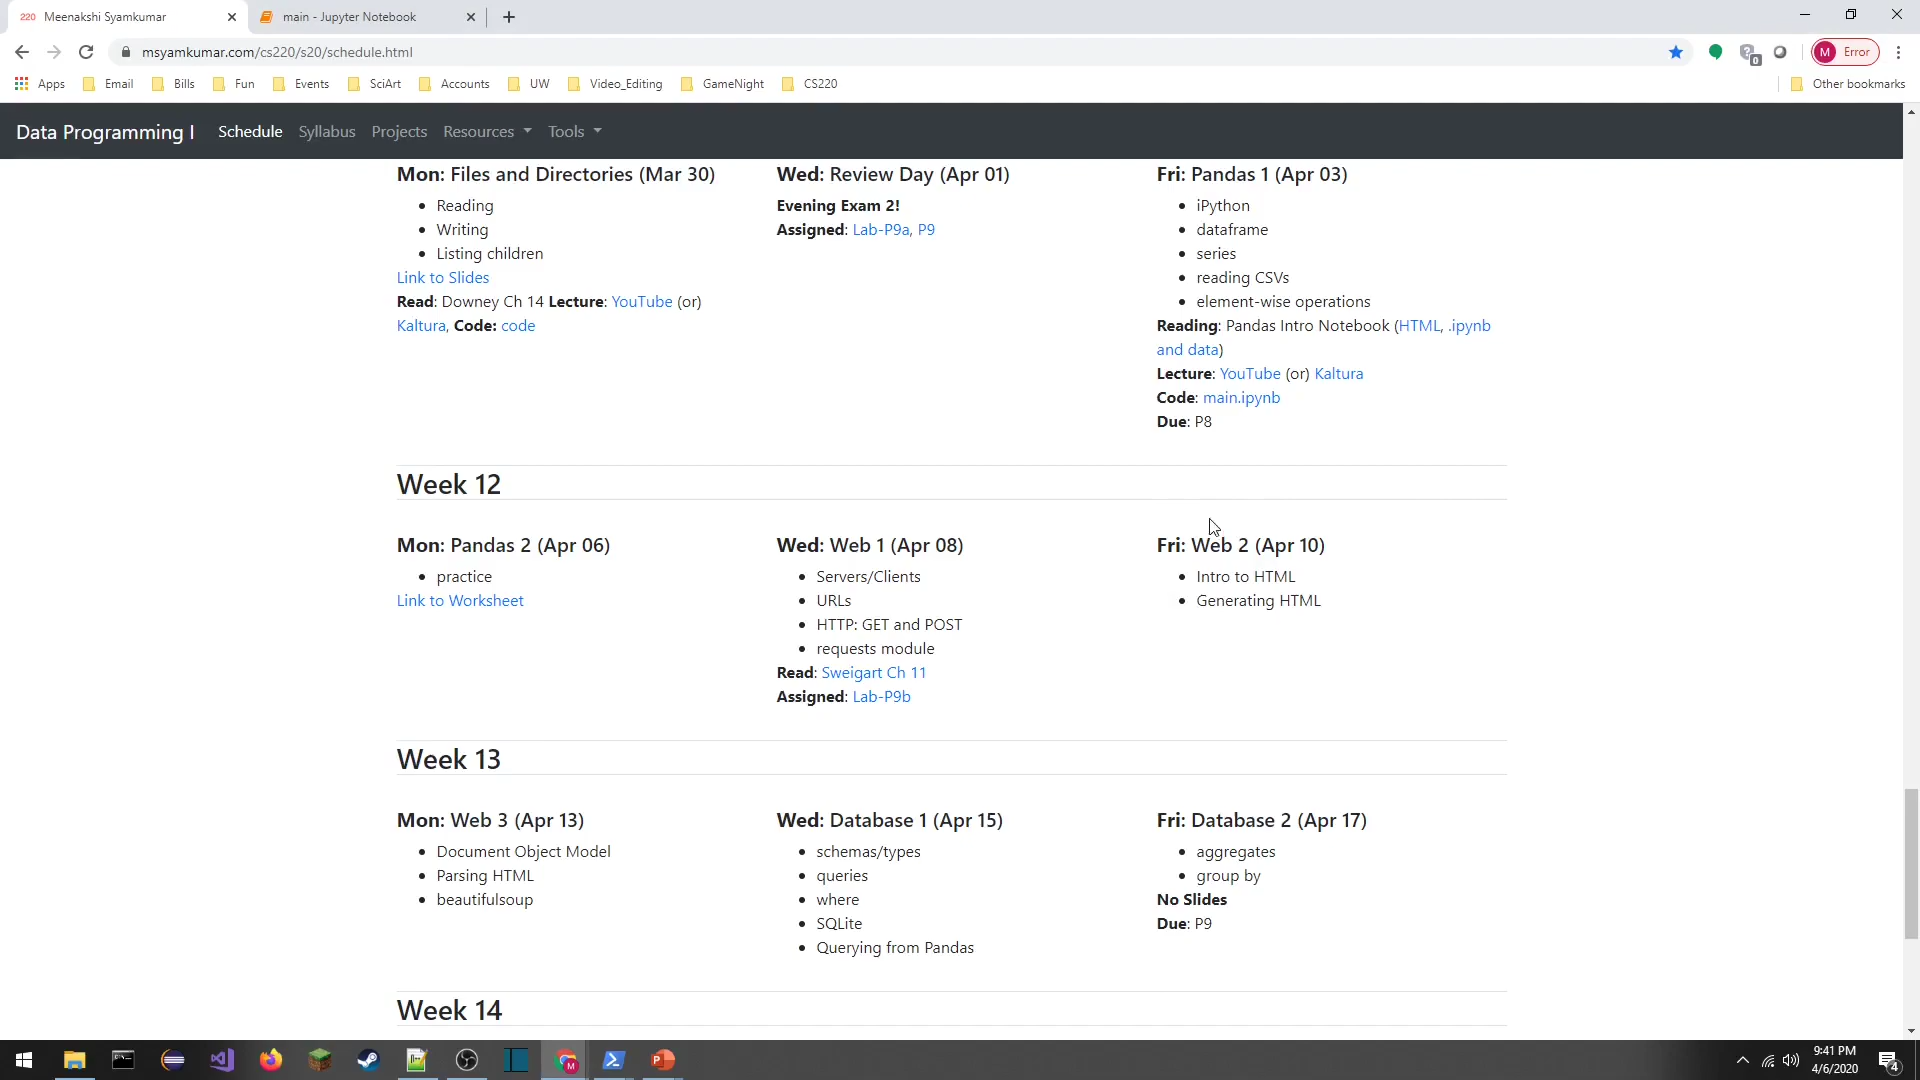 220 Meenakshi Syamkumar
main - Jupyter Notebook
msyamkumar.com/cs220/s20/schedule.html
0
M Error
Apps Email Bills Fun Events SciArt Accounts UW Video_Editing GameNight CS220 Other bookmarks
Data Programming I Schedule Syllabus Projects Resources Tools
Mon: Files and Directories (Mar 30)
Reading
Writing
Listing children
Link to Slides
Read: Downey Ch 14 Lecture: YouTube (or)
Kaltura, Code: code
Wed: Review Day (Apr 01)
Evening Exam 2!
Assigned: Lab-P9a, P9
Fri: Pandas 1 (Apr 03)
iPython
dataframe
series
reading CSVs
element-wise operations
Reading: Pandas Intro Notebook (HTML, .ipynb
and data)
Lecture: YouTube (or) Kaltura
Code: main.ipynb
Due: P8
Week 12
Mon: Pandas 2 (Apr 06)
practice
Link to Worksheet
Wed: Web 1 (Apr 08)
Servers/Clients
URLs
HTTP: GET and POST
requests module
Read: Sweigart Ch 11
Assigned: Lab-P9b
Fri: Web 2 (Apr 10)
Intro to HTML
Generating HTML
Week 13
Mon: Web 3 (Apr 13)
Document Object Model
Parsing HTML
beautifulsoup
Wed: Database 1 (Apr 15)
schemas/types
queries
where
SQLite
Querying from Pandas
Fri: Database 2 (Apr 17)
aggregates
group by
No Slides
Due: P9
Week 14
9:41 PM
4/6/2020
4